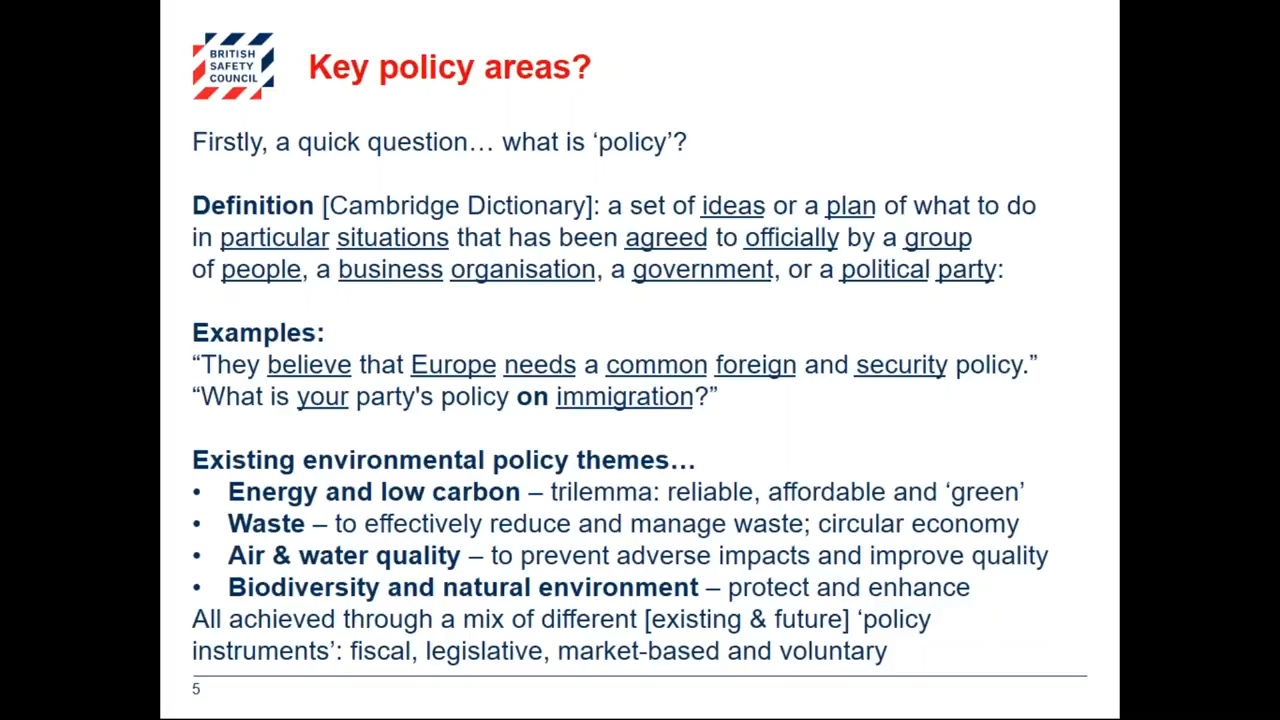 BRITISH
SAFETY
COUNCIL
Key policy areas?
Firstly, a quick question… what is ‘policy’?
Definition [Cambridge Dictionary]: a set of ideas or a plan of what to do
in particular situations that has been agreed to officially by a group
of people, a business organisation, a government, or a political party:
Examples:
“They believe that Europe needs a common foreign and security policy.”
“What is your party's policy on immigration?”
Existing environmental policy themes…
• Energy and low carbon – trilemma: reliable, affordable and ‘green’
• Waste – to effectively reduce and manage waste; circular economy
• Air & water quality – to prevent adverse impacts and improve quality
• Biodiversity and natural environment – protect and enhance
All achieved through a mix of different [existing & future] ‘policy
instruments’: fiscal, legislative, market-based and voluntary
5